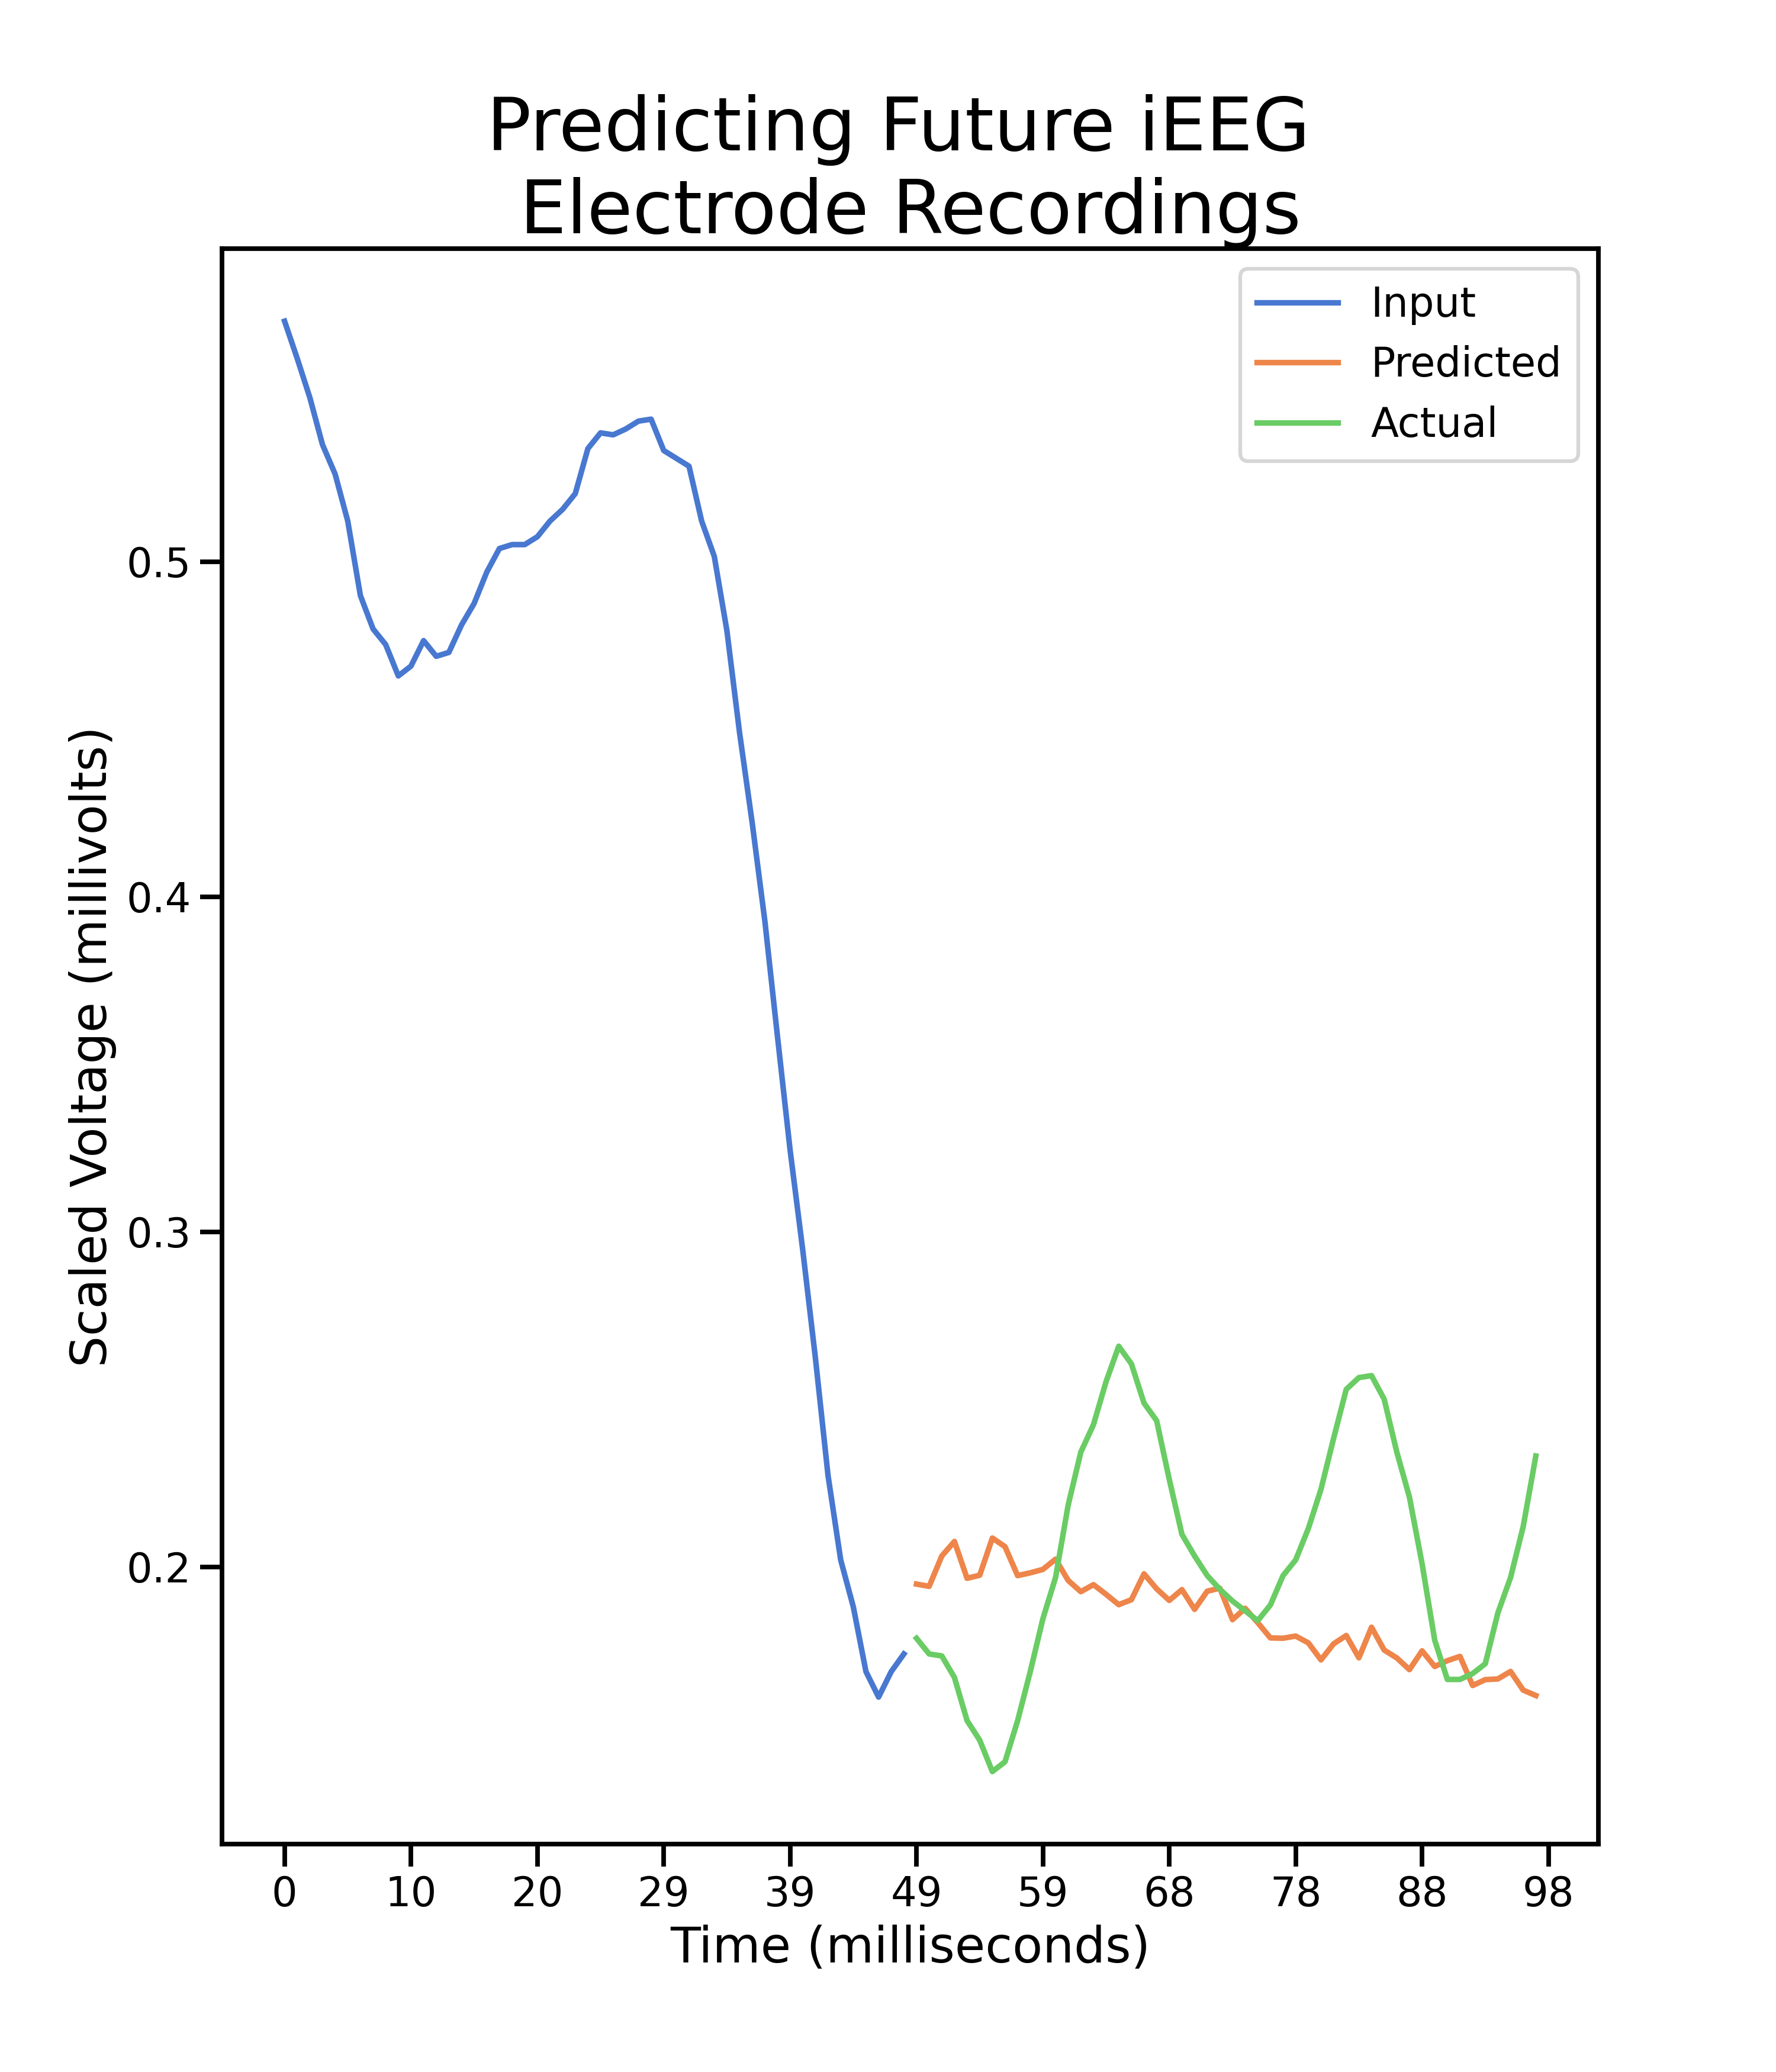 Predicting Future iEEG
Electrode Recordings
Input
Predicted
Actual
Scaled Voltage (millivolts)
0.5
0.4
0.3
0.2
0 10 20 29 39 49 59 68 78 88 98
Time (milliseconds)